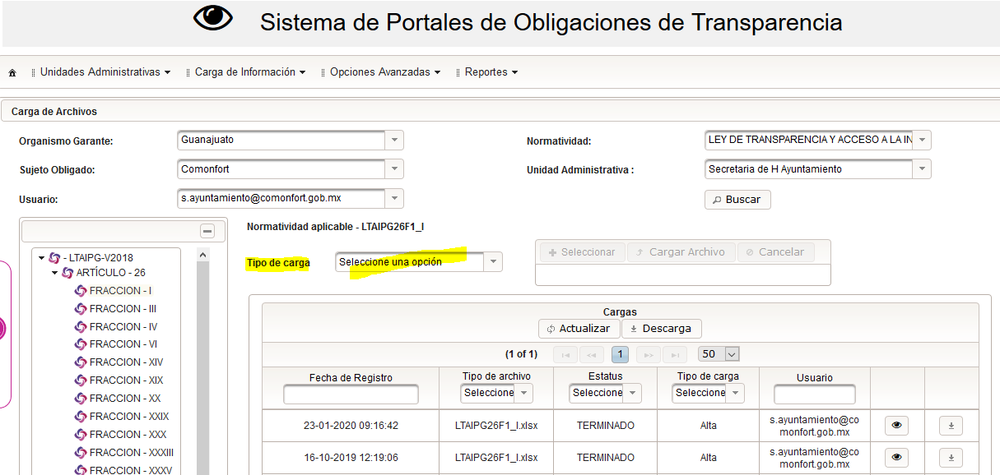 Sistema de Portales de Obligaciones de Transparencia
Unidades Administrativas
Carga de Información
Opciones Avanzadas
Reportes
Carga de Archivos
Organismo Garante:
Guanajuato
Normatividad:
LEY DE TRANSPARENCIA Y ACCESO A LA IN
Sujeto Obligado:
Comonfort
Unidad Administrativa :
Secretaria de H Ayuntamiento
Usuario:
s.ayuntamiento@comonfort.gob.mx
Buscar
Normatividad aplicable - LTAIPG26F1_I
Tipo de carga
Seleccione una opción
Seleccionar
Cargar Archivo
Cancelar
- LTAIPG-V2018
ARTÍCULO - 26
FRACCION - I
FRACCION - III
FRACCION - IV
FRACCION - VI
FRACCION - XIV
FRACCION - XIX
FRACCION - XX
FRACCION - XXIX
FRACCION - XXX
FRACCION - XXXIII
FRACCION - XXXV
Cargas
Actualizar
Descarga
(1 of 1)
1
50
Fecha de Registro
Tipo de archivo
Seleccione
Estatus
Seleccione
Tipo de carga
Seleccione
Usuario
23-01-2020 09:16:42
LTAIPG26F1_I.xlsx
TERMINADO
Alta
s.ayuntamiento@co
monfort.gob.mx
16-10-2019 12:19:06
LTAIPG26F1_I.xlsx
TERMINADO
Alta
s.ayuntamiento@co
monfort.gob.mx